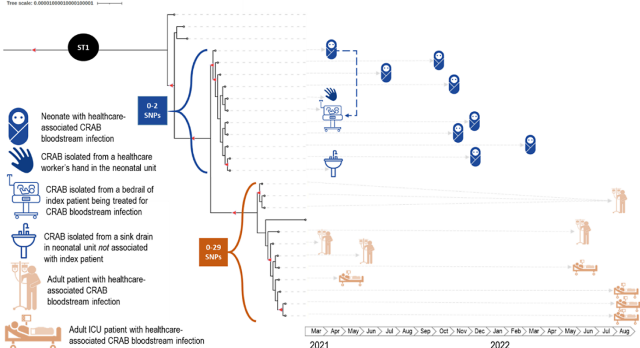 Tree scale: 0.00001000010000100001
ST1
0-2
SNPs
Neonate with healthcare-
associated CRAB
bloodstream infection
CRAB isolated from a healthcare
worker's hand in the neonatal unit
CRAB isolated from a bedrail of
index patient being treated for
CRAB bloodstream infection
CRAB isolated from a sink drain
in neonatal unit not associated
with index patient
0-29
SNPs
Adult patient with healthcare-
associated CRAB
bloodstream infection
Adult ICU patient with healthcare-
associated CRAB bloodstream infection
Mar Apr May Jun Jul Aug Sep Oct Nov Dec Jan Feb Mar Apr May Jun Jul Aug
2021 2022